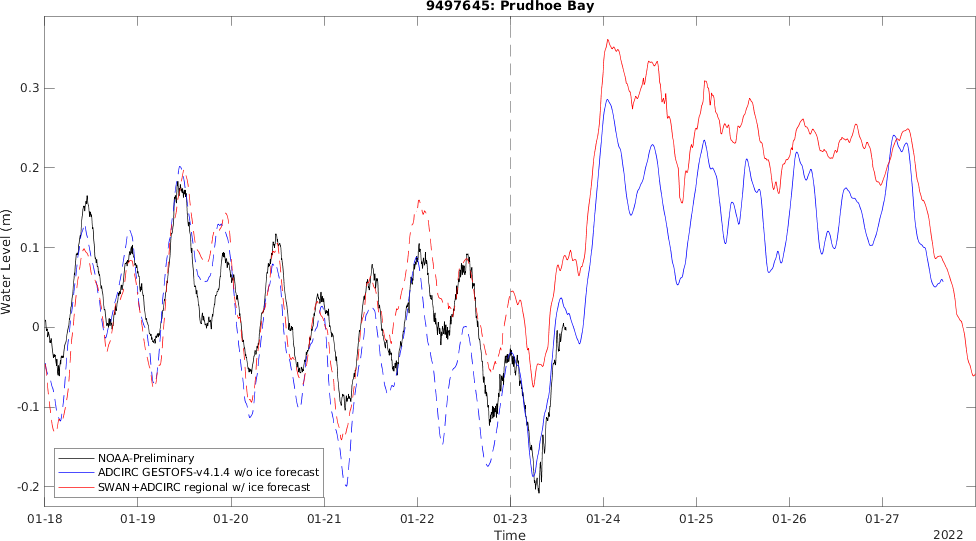 9497645: Prudhoe Bay
Water Level (m)
0.3
0.2
0.1
0
-0.1
-0.2
NOAA-Preliminary
ADCIRC GESTOFS-v4.1.4 w/o ice forecast
SWAN+ADCIRC regional w/ ice forecast
01-18 01-19 01-20 01-21 01-22 01-23 01-24 01-25 01-26 01-27
Time
2022